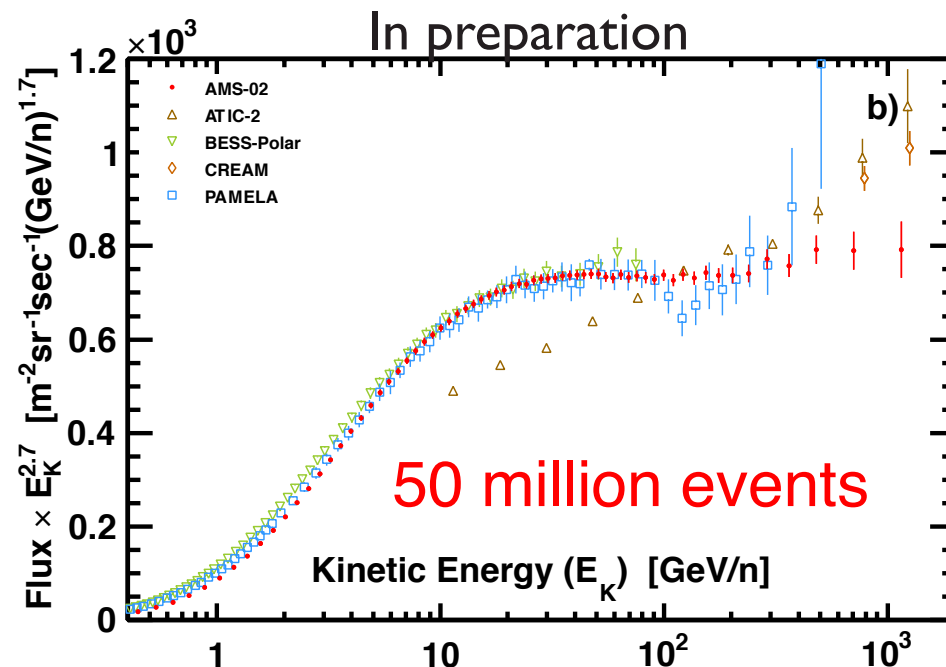 In preparation
×10³
Flux × E_K^2.7 [m⁻²sr⁻¹sec⁻¹(GeV/n)^1.7]
1.2
1
0.8
0.6
0.4
0.2
0
AMS-02
ATIC-2
BESS-Polar
CREAM
PAMELA
b)
50 million events
Kinetic Energy (E_K) [GeV/n]
1
10
10²
10³